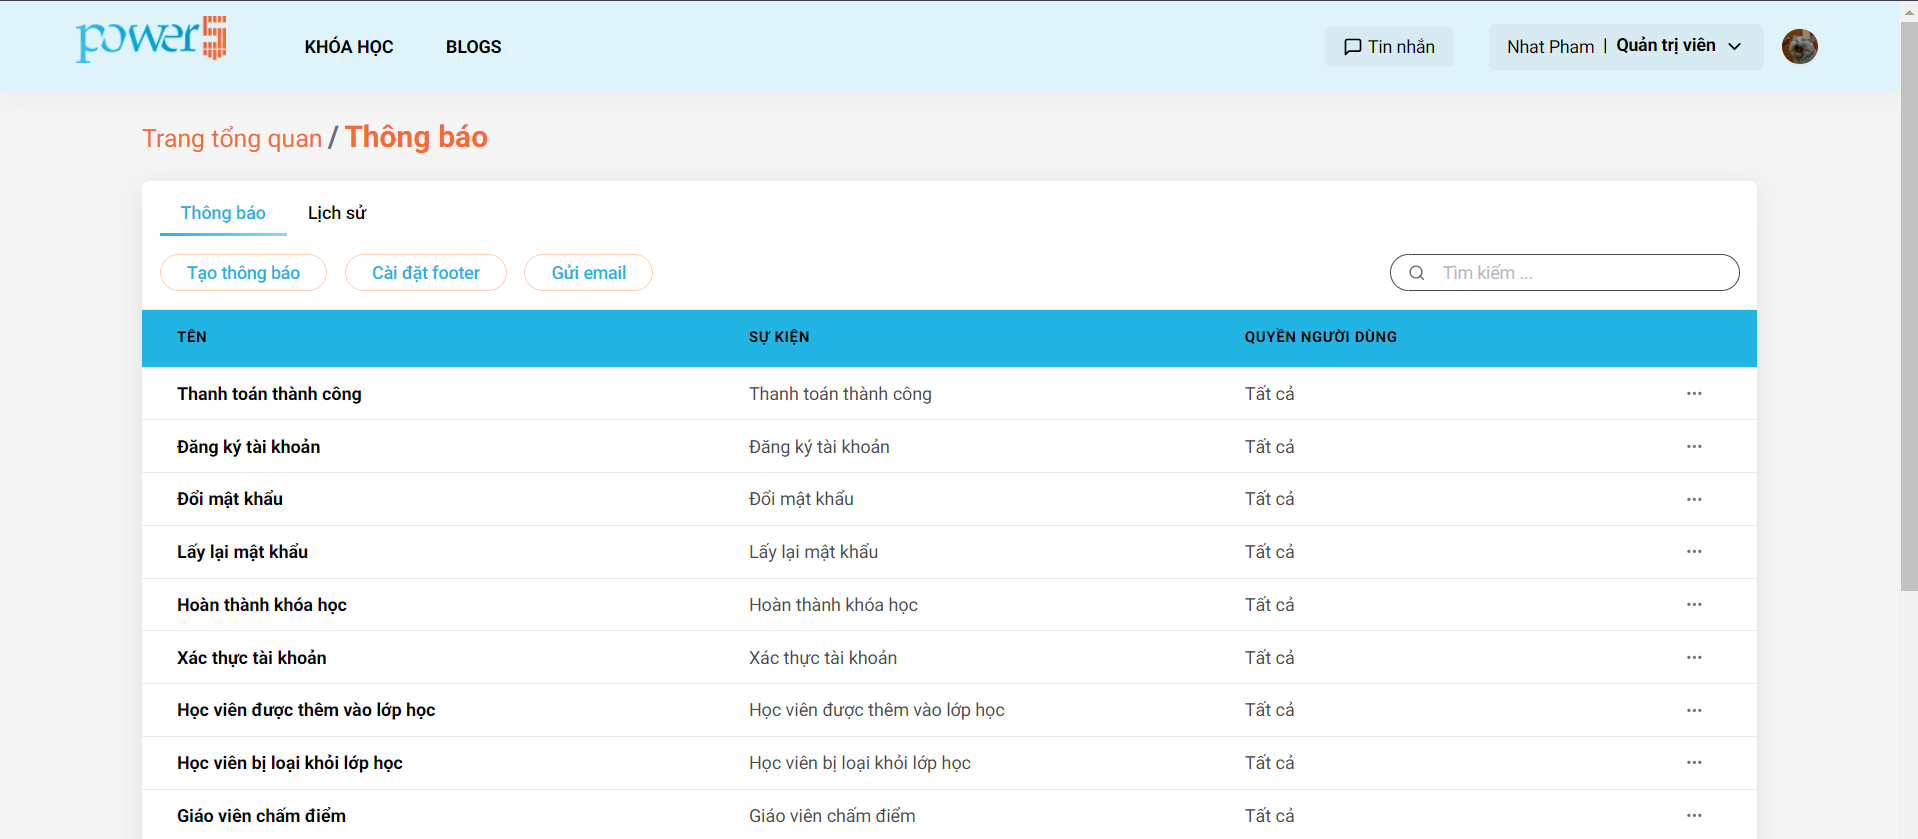 power5
KHÓA HỌC
BLOGS
Tin nhắn
Nhat Pham | Quản trị viên
Trang tổng quan / Thông báo
Thông báo
Lịch sử
Tạo thông báo
Cài đặt footer
Gửi email
Tìm kiếm ...
TÊN SỰ KIỆN QUYỀN NGƯỜI DÙNG
Thanh toán thành công Thanh toán thành công Tất cả
Đăng ký tài khoản Đăng ký tài khoản Tất cả
Đổi mật khẩu Đổi mật khẩu Tất cả
Lấy lại mật khẩu Lấy lại mật khẩu Tất cả
Hoàn thành khóa học Hoàn thành khóa học Tất cả
Xác thực tài khoản Xác thực tài khoản Tất cả
Học viên được thêm vào lớp học Học viên được thêm vào lớp học Tất cả
Học viên bị loại khỏi lớp học Học viên bị loại khỏi lớp học Tất cả
Giáo viên chấm điểm Giáo viên chấm điểm Tất cả